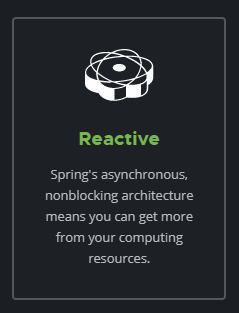 Reactive
Spring's asynchronous,
nonblocking architecture
means you can get more
from your computing
resources.